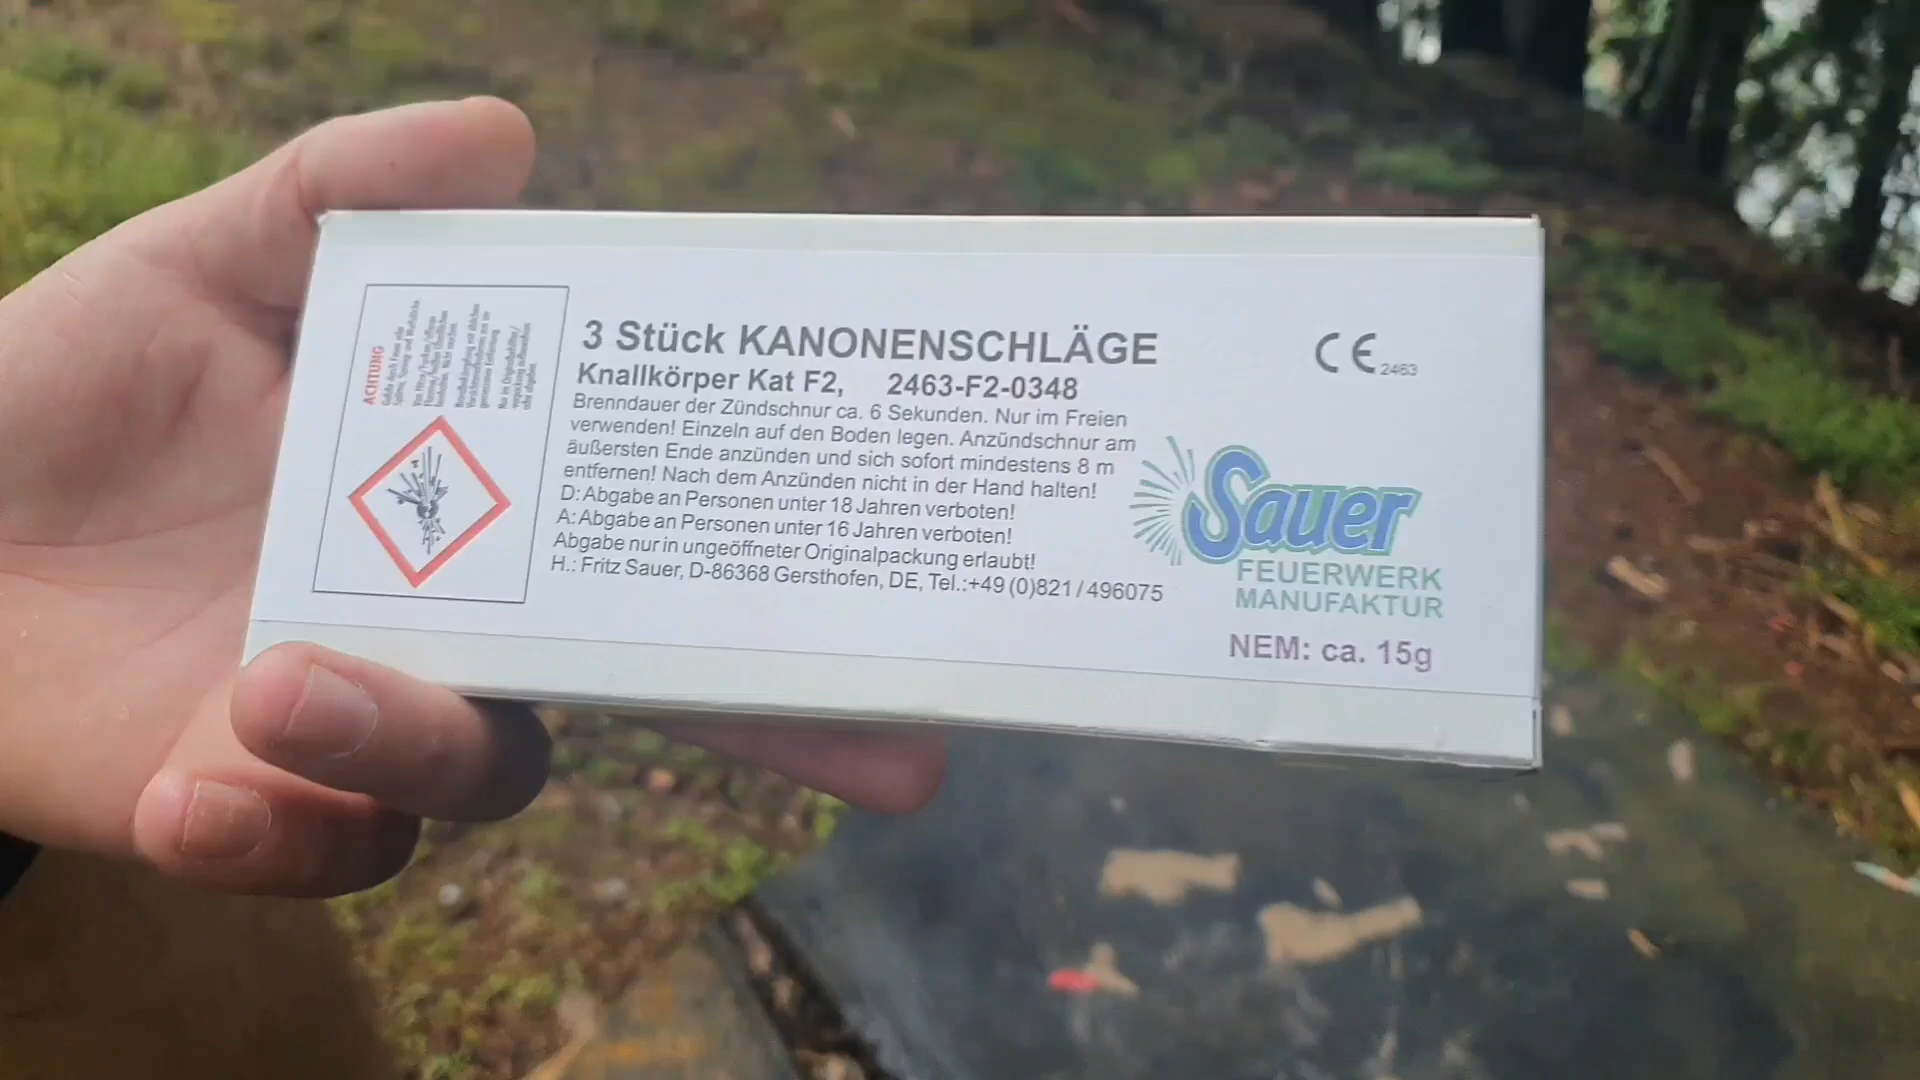 ACHTUNG
3 Stück KANONENSCHLÄGE
Knallkörper Kat F2, 2463-F2-0348
Brenndauer der Zündschnur ca. 6 Sekunden. Nur im Freien
verwenden! Einzeln auf den Boden legen. Anzündschnur am
äußersten Ende anzünden und sich sofort mindestens 8 m
entfernen! Nach dem Anzünden nicht in der Hand halten!
D: Abgabe an Personen unter 18 Jahren verboten!
A: Abgabe an Personen unter 16 Jahren verboten!
Abgabe nur in ungeöffneter Originalpackung erlaubt!
H.: Fritz Sauer, D-86368 Gersthofen, DE, Tel.:+49 (0)821/496075
CE 2463
Sauer
FEUERWERK
MANUFAKTUR
NEM: ca. 15g